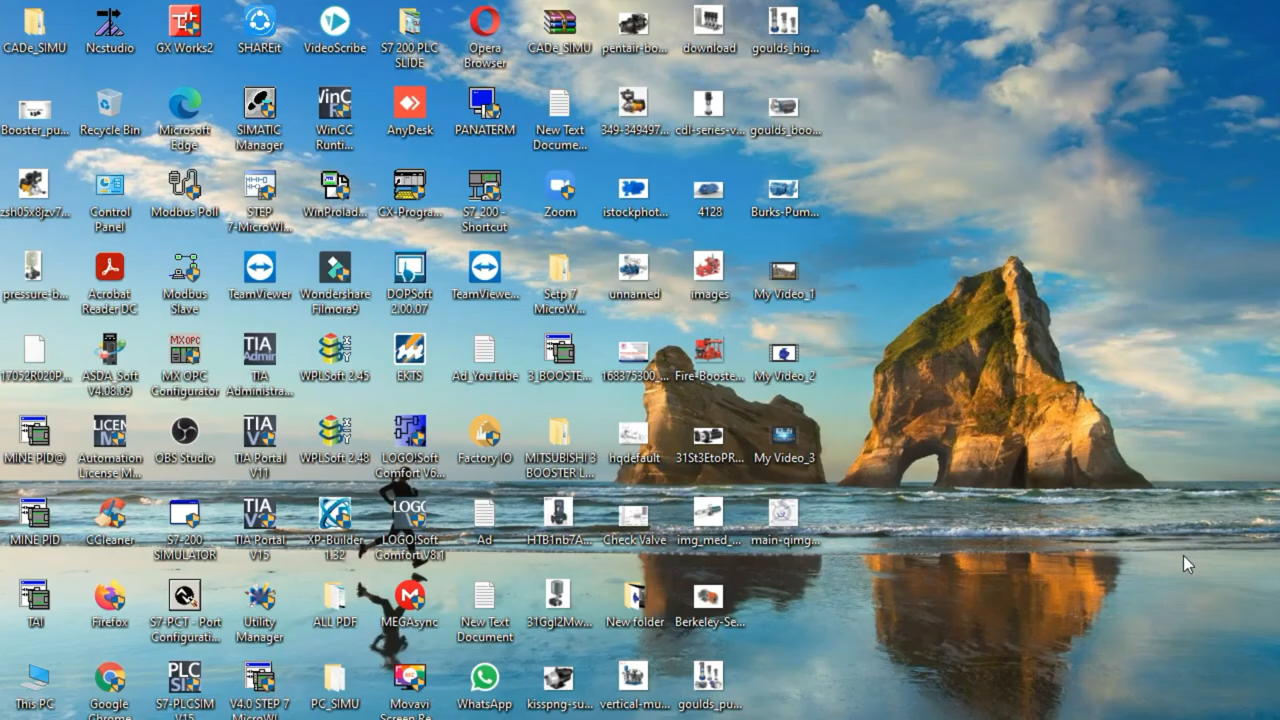 CADe_SIMU
Ncstudio
GX Works2
SHAREit
VideoScribe
S7 200 PLC
SLIDE
Opera
Browser
CADe_SIMU
pentair-bo...
download
goulds_hig...
Booster_pu...
Recycle Bin
Microsoft
Edge
SIMATIC
Manager
WinCC
Runti...
AnyDesk
PANATERM
New Text
Docume...
349-349497...
cdl-series-v...
goulds_boo...
zsh05x8jzv7...
Control
Panel
Modbus Poll
STEP
7-MicroWI...
WinProlad...
CX-Progra...
S7_200 -
Shortcut
Zoom
istockphot...
4128
Burks-Pum...
pressure-b...
Acrobat
Reader DC
Modbus
Slave
TeamViewer
Wondershare
Filmora9
DOPSoft
2.00.07
TeamViewe...
Setp 7
MicroW...
unnamed
images
My Video_1
17052R020P...
ASDA_Soft
V4.08.09
MX OPC
Configurator
TIA
Administra...
WPLSoft 2.45
EKTS
Ad_YouTube
3_BOOSTE...
168375300_...
Fire-Booste...
My Video_2
MINE PID@
Automation
License M...
OBS Studio
TIA Portal
V11
WPLSoft 2.48
LOGO!Soft
Comfort V6...
Factory IO
MITSUBISHI 3
BOOSTER L...
hqdefault
31St3EtoPR...
My Video_3
MINE PID
CCleaner
S7-200
SIMULATOR
TIA Portal
V15
XP-Builder
1.32
LOGO!Soft
Comfort V8.1
Ad
HTB1nb7A...
Check Valve
img_med_...
main-qimg...
TAI
Firefox
S7-PCT - Port
Configurati...
Utility
Manager
ALL PDF
MEGAsync
New Text
Document
31Ggl2Mw...
New folder
Berkeley-Se...
This PC
Google
Chrome
S7-PLCSIM
V15
V4.0 STEP 7
MicroWI...
PC_SIMU
Movavi
Screen Re...
WhatsApp
kisspng-su...
vertical-mu...
goulds_pu...